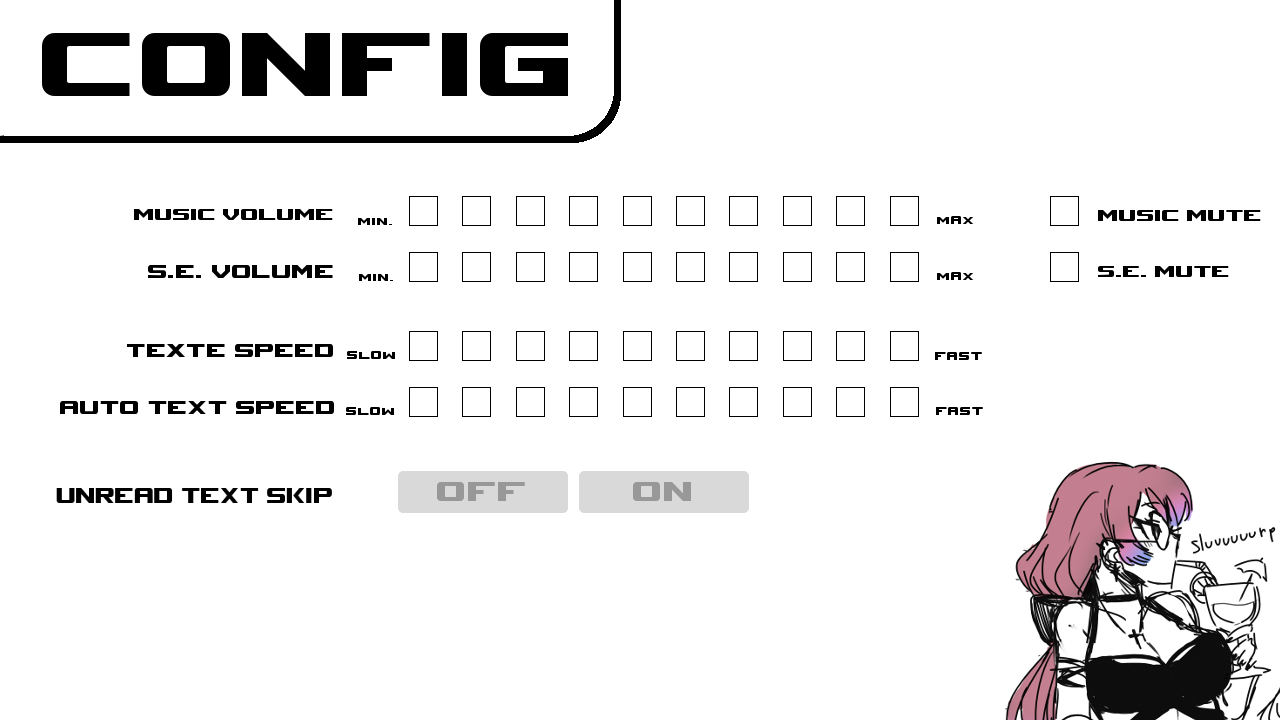 CONFIG
MUSIC VOLUME MIN. MAX MUSIC MUTE
S.E. VOLUME MIN. MAX S.E. MUTE
TEXTE SPEED SLOW FAST
AUTO TEXT SPEED SLOW FAST
UNREAD TEXT SKIP OFF ON
sluuuuuurp